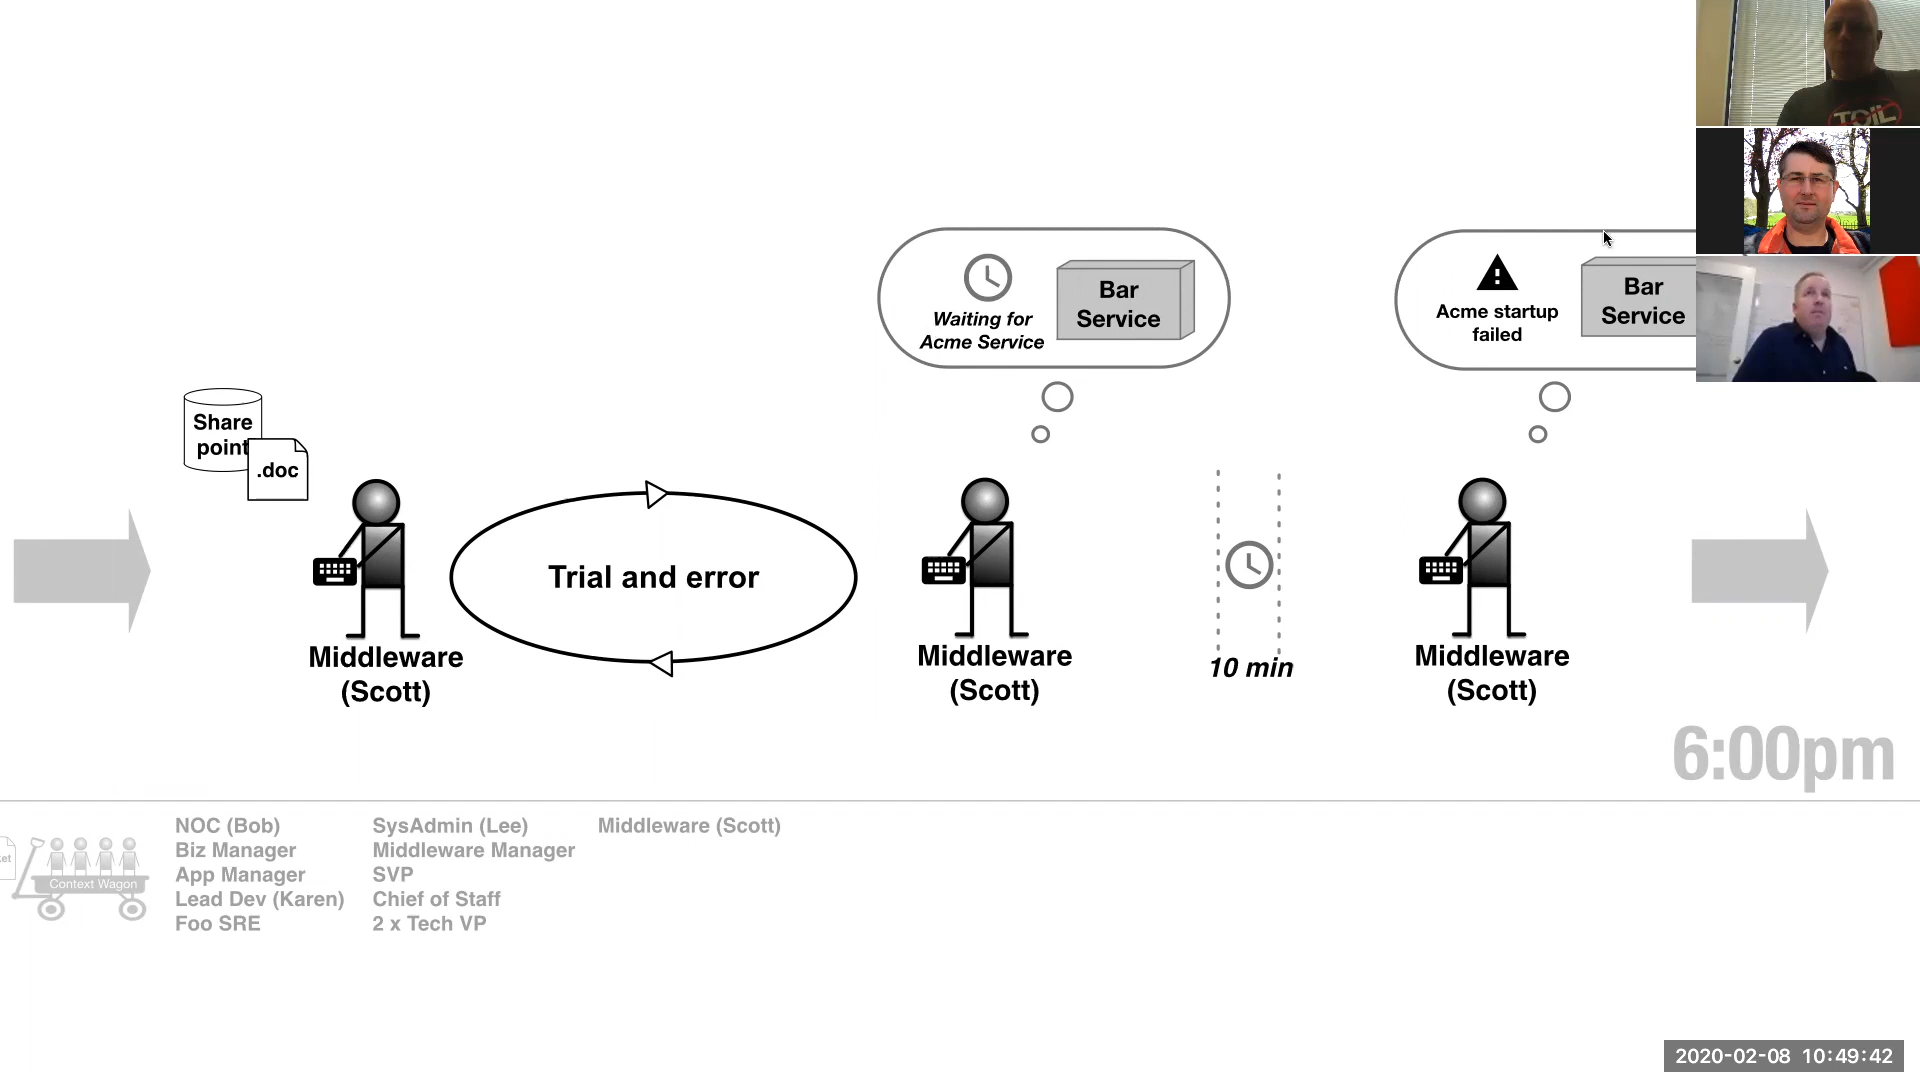 TOIL
Bar
Service
Waiting for
Acme Service
Bar
Service
Acme startup
failed
Share
point
.doc
Trial and error
Middleware
(Scott)
Middleware
(Scott)
10 min
Middleware
(Scott)
6:00pm
NOC (Bob)
Biz Manager
App Manager
Lead Dev (Karen)
Foo SRE
SysAdmin (Lee)
Middleware Manager
SVP
Chief of Staff
2 x Tech VP
Middleware (Scott)
Context Wagon
2020-02-08 10:49:42